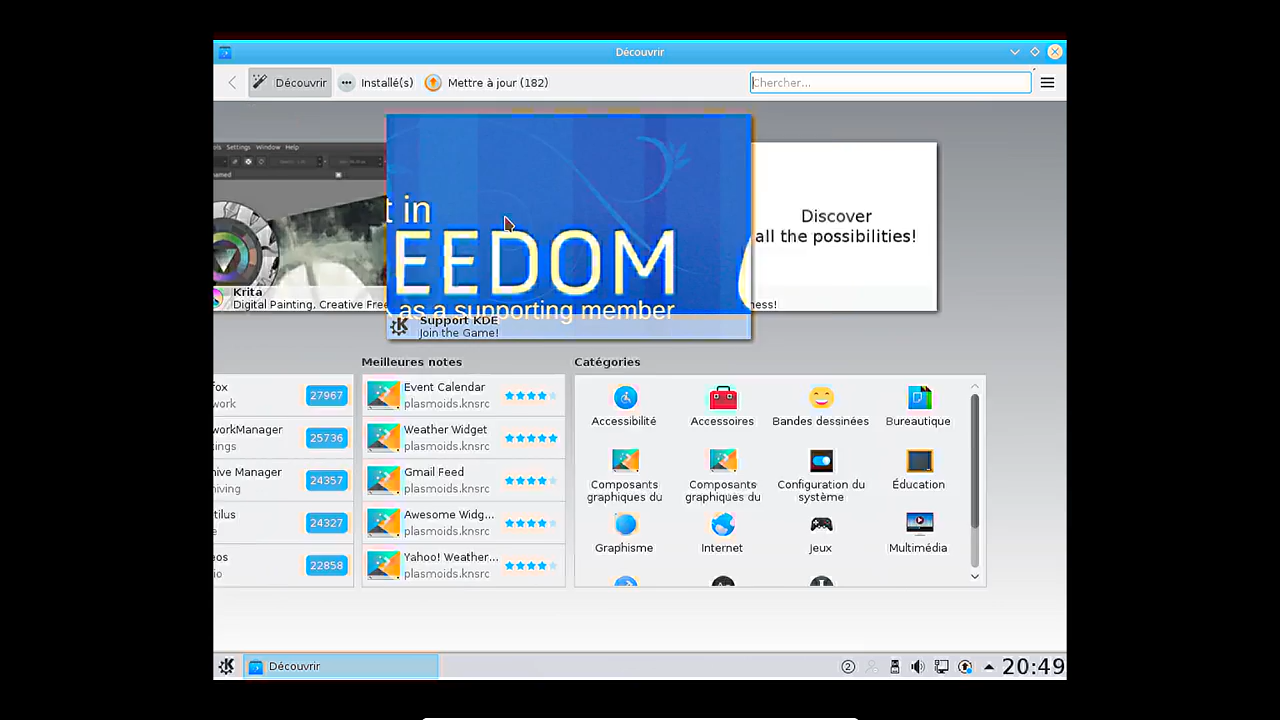 Découvrir
Découvrir
Installé(s)
Mettre à jour (182)
Chercher...
Settings Window Help
t in
EEDOM
as a supporting member
Support KDE
Join the Game!
Krita
Digital Painting, Creative Free
Discover
all the possibilities!
ness!
Meilleures notes
Catégories
fox
work
27967
workManager
ings
25736
hive Manager
hiving
24357
tilus
e
24327
eos
io
22858
Event Calendar
plasmoids.knsrc
Weather Widget
plasmoids.knsrc
Gmail Feed
plasmoids.knsrc
Awesome Widg...
plasmoids.knsrc
Yahoo! Weather...
plasmoids.knsrc
Accessibilité
Accessoires
Bandes dessinées
Bureautique
Composants
graphiques du
Composants
graphiques du
Configuration du
système
Éducation
Graphisme
Internet
Jeux
Multimédia
Découvrir
2
20:49